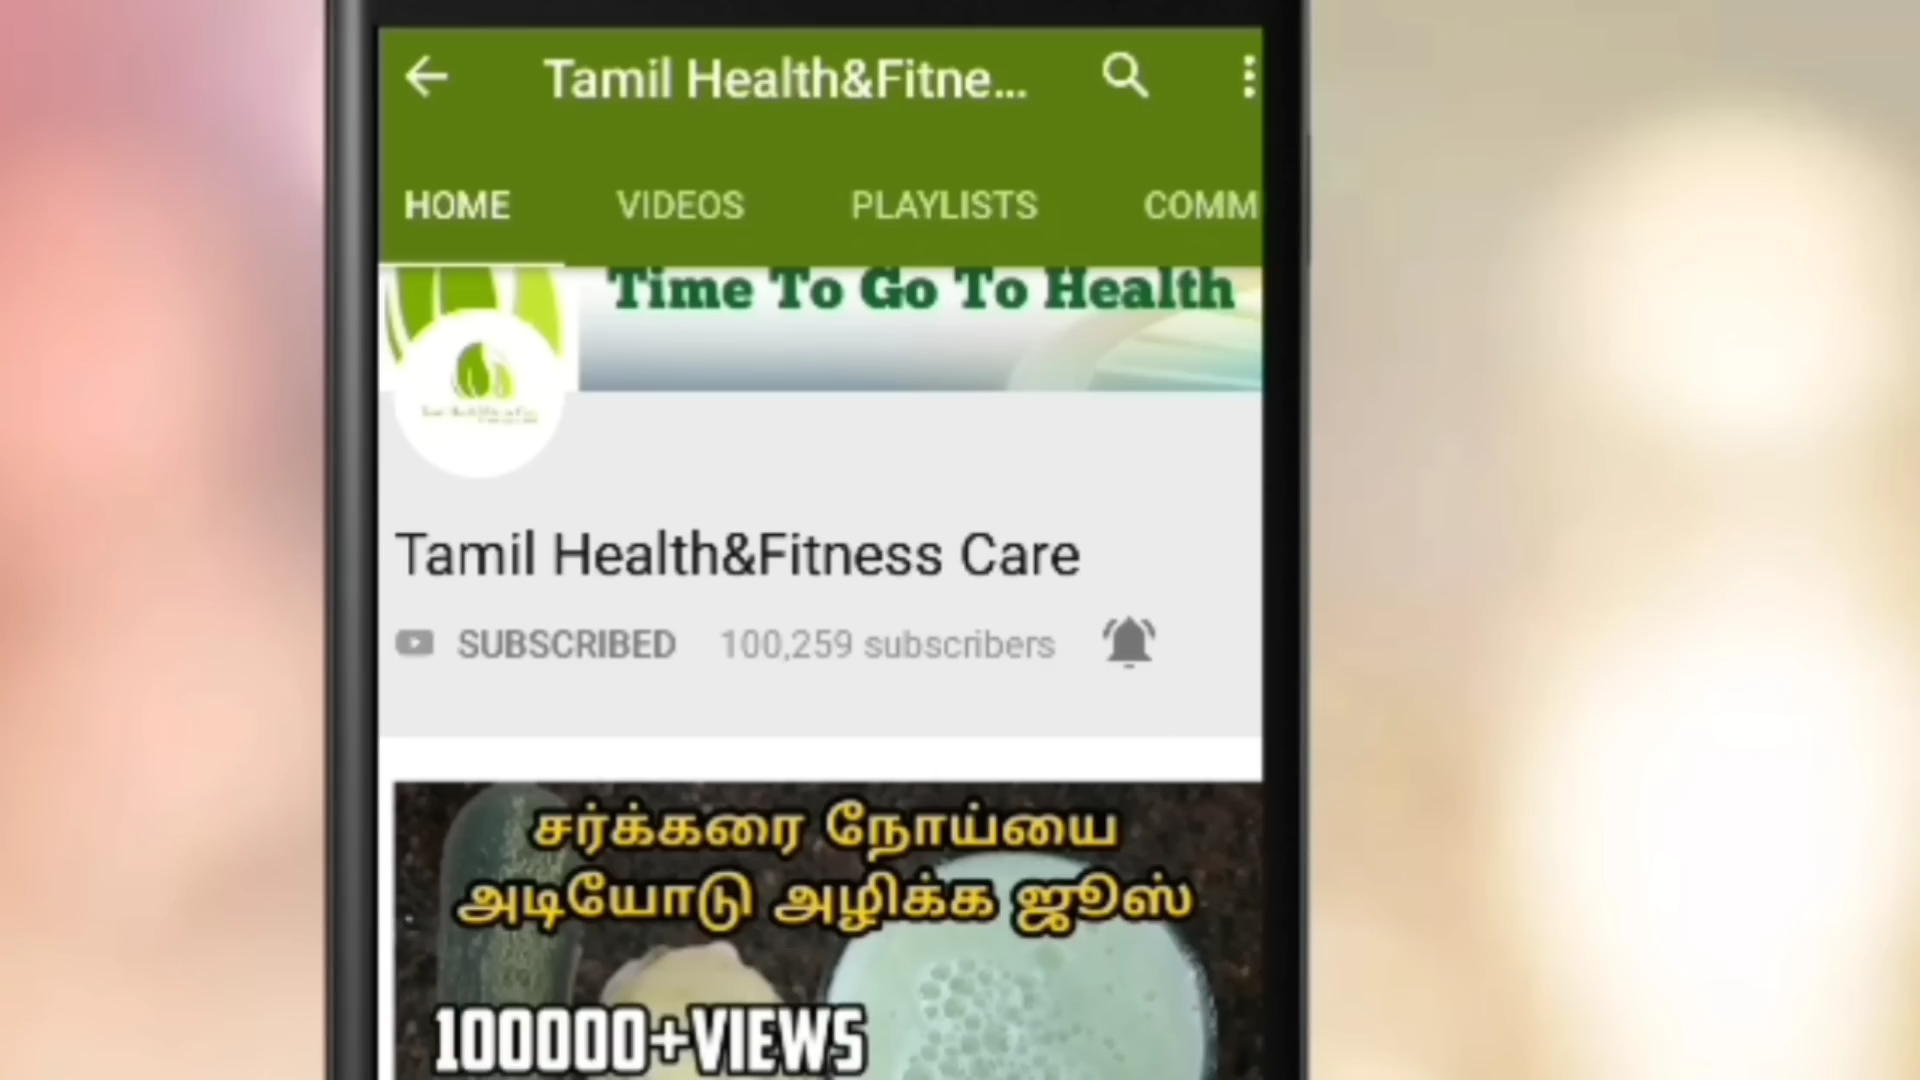 Tamil Health&Fitne...
HOME VIDEOS PLAYLISTS COMM
Time To Go To Health
Tamil Health&Fitness Care
SUBSCRIBED 100,259 subscribers
சர்க்கரை நோய்யை
அடியோடு அழிக்க ஜூஸ்
100000+VIEWS